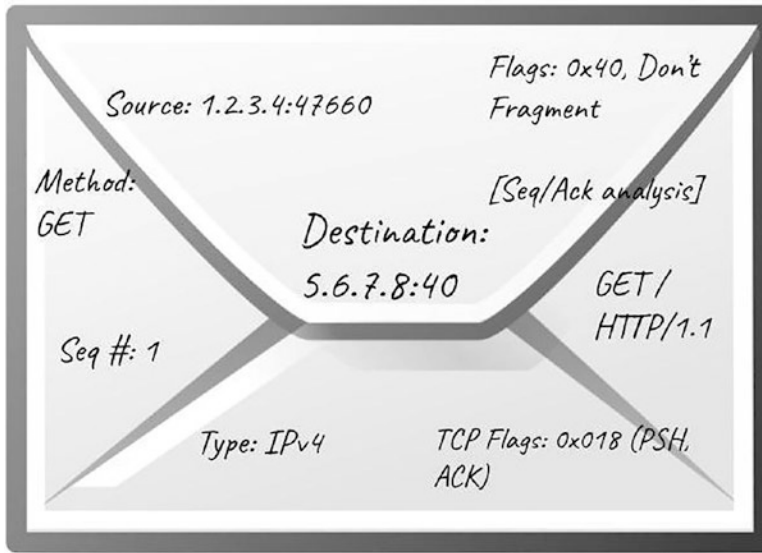 Source: 1.2.3.4:47660
Flags: 0x40, Don't
Fragment
Method:
GET
[Seq/Ack analysis]
Destination:
5.6.7.8:40
GET /
HTTP/1.1
Seq #: 1
Type: IPv4
TCP Flags: 0x018 (PSH,
ACK)